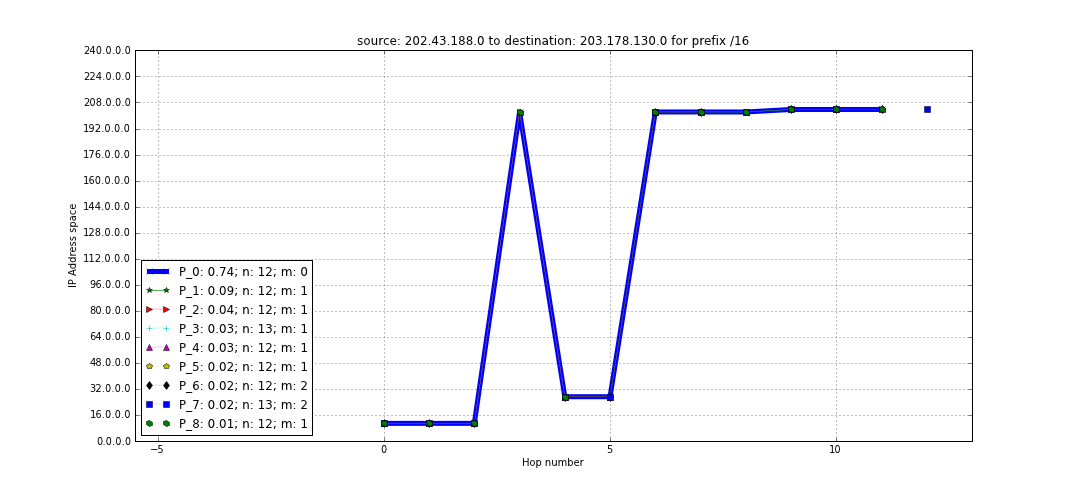 source: 202.43.188.0 to destination: 203.178.130.0 for prefix /16
240.0.0.0
224.0.0.0
208.0.0.0
192.0.0.0
176.0.0.0
160.0.0.0
144.0.0.0
128.0.0.0
112.0.0.0
96.0.0.0
80.0.0.0
64.0.0.0
48.0.0.0
32.0.0.0
16.0.0.0
0.0.0.0
IP Address space
P_0: 0.74; n: 12; m: 0
P_1: 0.09; n: 12; m: 1
P_2: 0.04; n: 12; m: 1
P_3: 0.03; n: 13; m: 1
P_4: 0.03; n: 12; m: 1
P_5: 0.02; n: 12; m: 1
P_6: 0.02; n: 12; m: 2
P_7: 0.02; n: 13; m: 2
P_8: 0.01; n: 12; m: 1
−5 0 5 10
Hop number